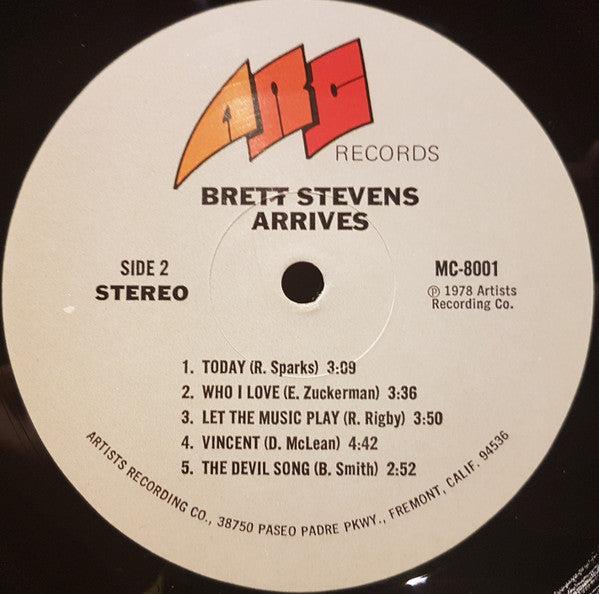 ARC
RECORDS
BRETT STEVENS
ARRIVES
SIDE 2
STEREO
MC-8001
℗ 1978 Artists
Recording Co.
1. TODAY (R. Sparks) 3:09
2. WHO I LOVE (E. Zuckerman) 3:36
3. LET THE MUSIC PLAY (R. Rigby) 3:50
4. VINCENT (D. McLean) 4:42
5. THE DEVIL SONG (B. Smith) 2:52
ARTISTS RECORDING CO., 38750 PASEO PADRE PKWY., FREMONT, CALIF. 94536